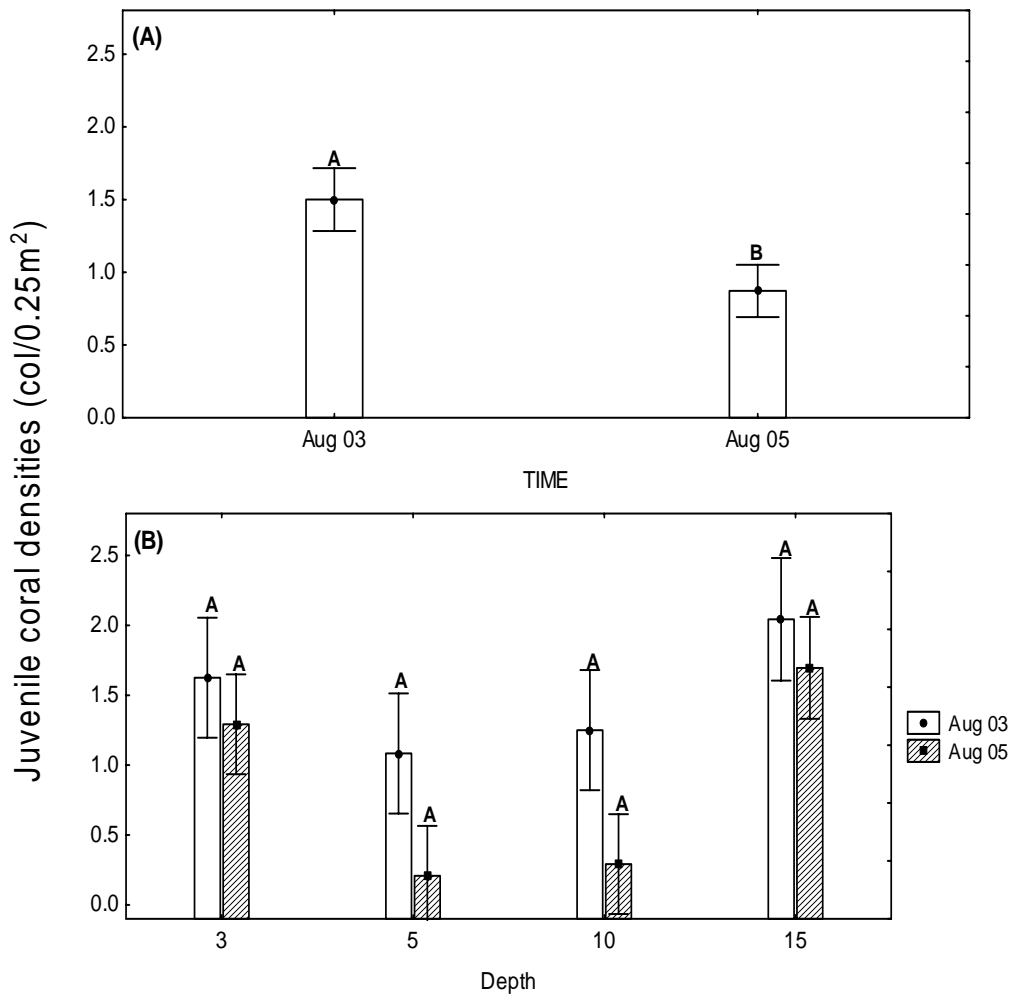 Juvenile coral densities (col/0.25m²)
(A)
2.5
2.0
1.5
1.0
0.5
0.0
A
B
Aug 03
Aug 05
TIME
(B)
2.5
2.0
1.5
1.0
0.5
0.0
A
A
A
A
A
A
A
A
3
5
10
15
Depth
Aug 03
Aug 05